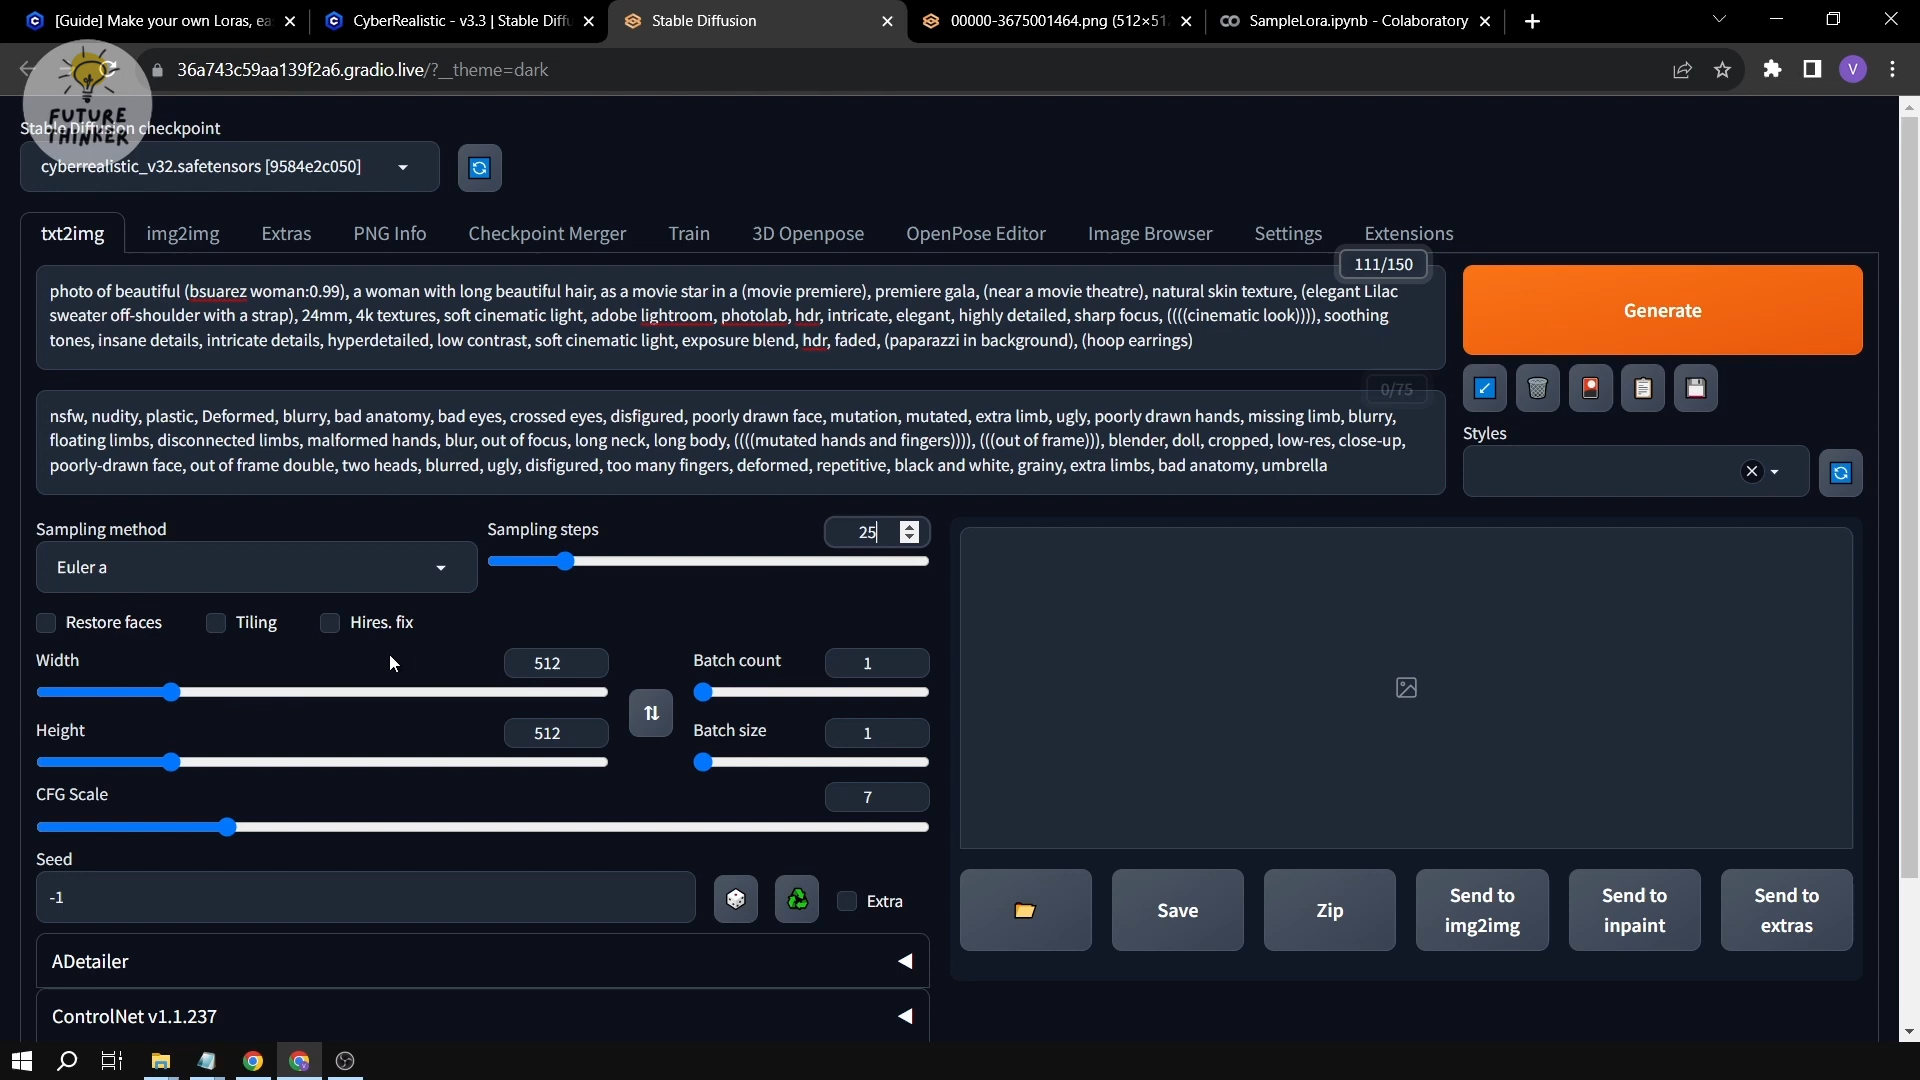 [Guide] Make your own Loras, ea
CyberRealistic - v3.3 | Stable Diffu
Stable Diffusion
00000-3675001464.png (512×51
SampleLora.ipynb - Colaboratory
36a743c59aa139f2a6.gradio.live/?__theme=dark
V
FUTURE
THINKER
Stable Diffusion checkpoint
cyberrealistic_v32.safetensors [9584e2c050]
txt2img
img2img
Extras
PNG Info
Checkpoint Merger
Train
3D Openpose
OpenPose Editor
Image Browser
Settings
Extensions
111/150
photo of beautiful (bsuarez woman:0.99), a woman with long beautiful hair, as a movie star in a (movie premiere), premiere gala, (near a movie theatre), natural skin texture, (elegant Lilac
sweater off-shoulder with a strap), 24mm, 4k textures, soft cinematic light, adobe lightroom, photolab, hdr, intricate, elegant, highly detailed, sharp focus, ((((cinematic look)))), soothing
tones, insane details, intricate details, hyperdetailed, low contrast, soft cinematic light, exposure blend, hdr, faded, (paparazzi in background), (hoop earrings)
Generate
0/75
nsfw, nudity, plastic, Deformed, blurry, bad anatomy, bad eyes, crossed eyes, disfigured, poorly drawn face, mutation, mutated, extra limb, ugly, poorly drawn hands, missing limb, blurry,
floating limbs, disconnected limbs, malformed hands, blur, out of focus, long neck, long body, ((((mutated hands and fingers)))), (((out of frame))), blender, doll, cropped, low-res, close-up,
poorly-drawn face, out of frame double, two heads, blurred, ugly, disfigured, too many fingers, deformed, repetitive, black and white, grainy, extra limbs, bad anatomy, umbrella
Styles
Sampling method
Euler a
Sampling steps
25
Restore faces
Tiling
Hires. fix
Width
512
Batch count
1
Height
512
Batch size
1
CFG Scale
7
Seed
-1
Extra
Save
Zip
Send to
img2img
Send to
inpaint
Send to
extras
ADetailer
ControlNet v1.1.237